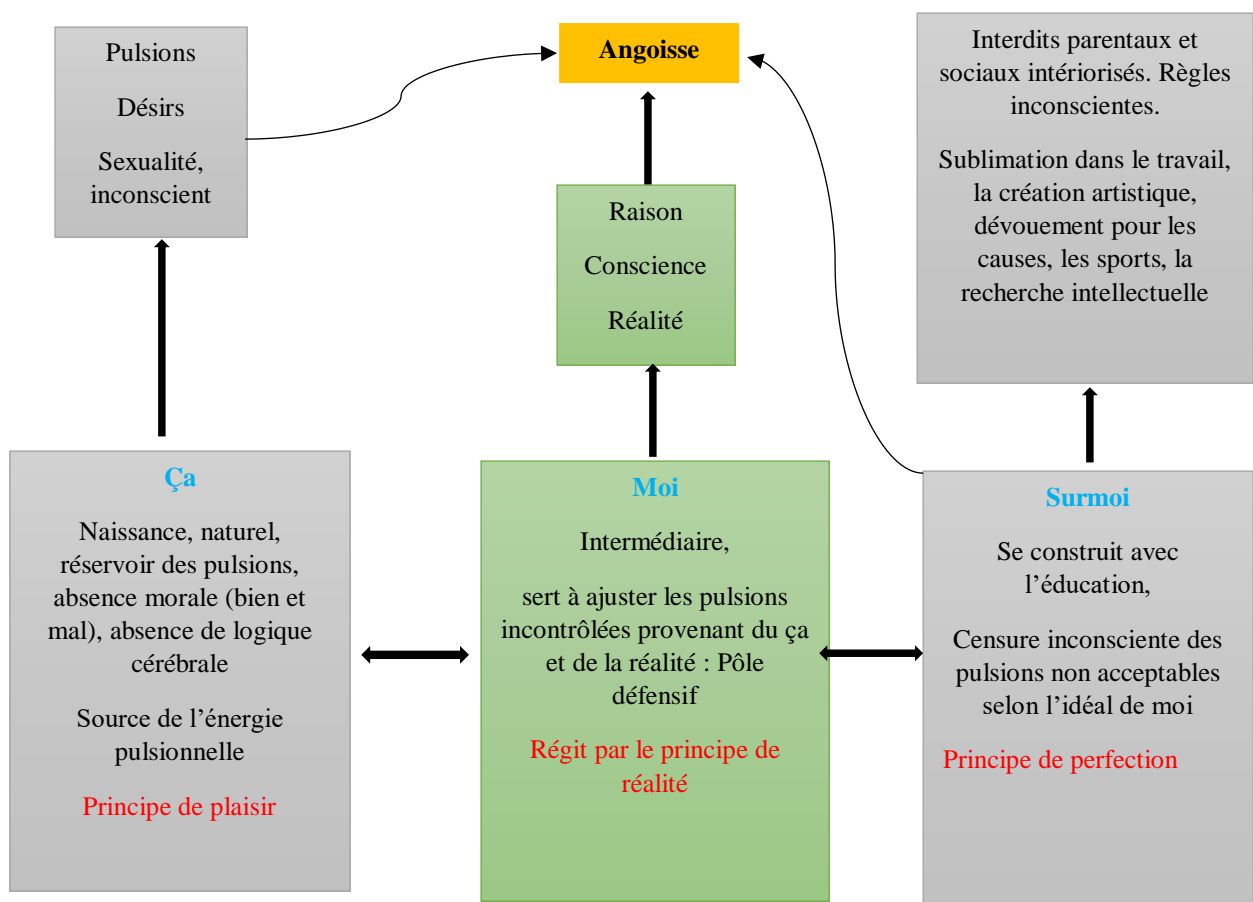 Pulsions
Désirs
Sexualité,
inconscient
Angoisse
Raison
Conscience
Réalité
Interdits parentaux et
sociaux intériorisés. Règles
inconscientes.
Sublimation dans le travail,
la création artistique,
dévouement pour les
causes, les sports, la
recherche intellectuelle
Ça
Naissance, naturel,
réservoir des pulsions,
absence morale (bien et
mal), absence de logique
cérébrale
Source de l’énergie
pulsionnelle
Principe de plaisir
Moi
Intermédiaire,
sert à ajuster les pulsions
incontrôlées provenant du ça
et de la réalité : Pôle
défensif
Régit par le principe de
réalité
Surmoi
Se construit avec
l’éducation,
Censure inconsciente des
pulsions non acceptables
selon l’idéal de moi
Principe de perfection